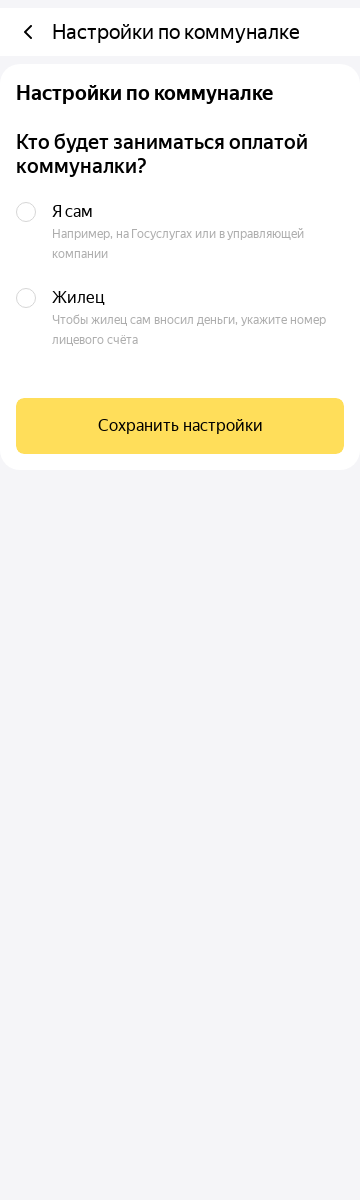 Настройки по коммуналке
Настройки по коммуналке
Кто будет заниматься оплатой
коммуналки?
Я сам
Например, на Госуслугах или в управляющей
компании
Жилец
Чтобы жилец сам вносил деньги, укажите номер
лицевого счёта
Сохранить настройки